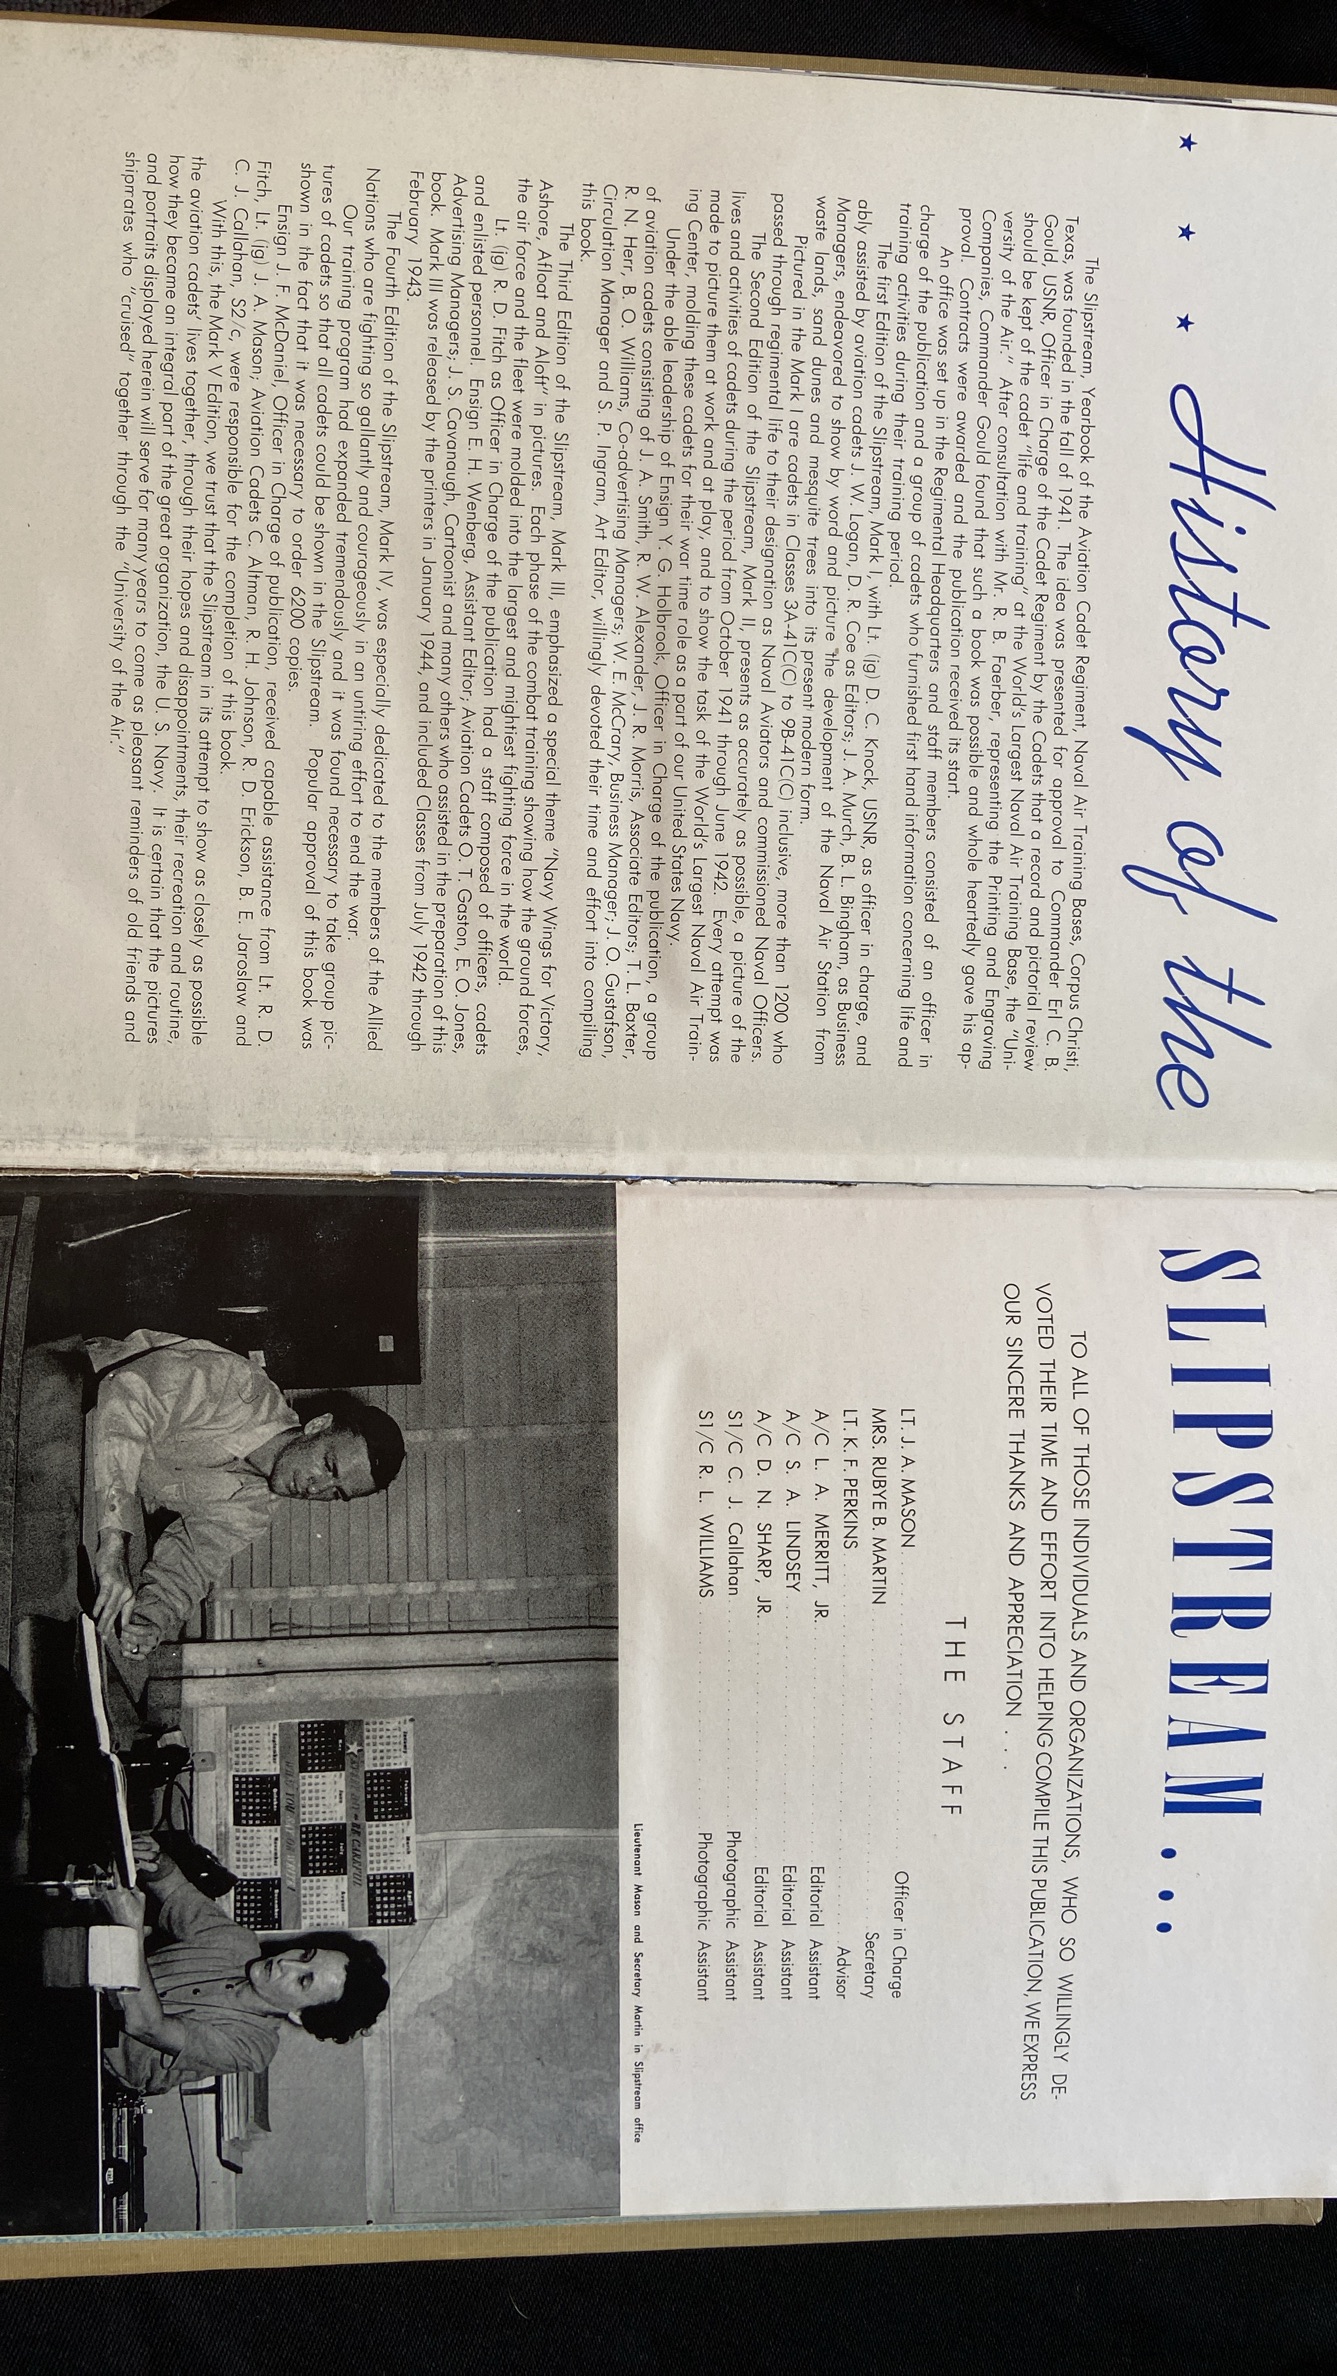 ★ ★ ★ History of the
The Slipstream, Yearbook of the Aviation Cadet Regiment, Naval Air Training Bases, Corpus Christi,
Texas, was founded in the fall of 1941. The idea was presented for approval to Commander Erl C. B.
Gould, USNR, Officer in Charge of the Cadet Regiment by the Cadets that a record and pictorial review
should be kept of the cadet "life and training" at the World's Largest Naval Air Training Base, the "Uni-
versity of the Air." After consultation with Mr. R. B. Faerber, representing the Printing and Engraving
Companies, Commander Gould found that such a book was possible and whole heartedly gave his ap-
proval. Contracts were awarded and the publication received its start.
An office was set up in the Regimental Headquarters and staff members consisted of an officer in
charge of the publication and a group of cadets who furnished first hand information concerning life and
training activities during their training period.
The first Edition of the Slipstream, Mark I, with Lt. (jg) D. C. Knock, USNR, as officer in charge, and
ably assisted by aviation cadets J. W. Logan, D. R. Coe as Editors; J. A. Murch, B. L. Bingham, as Business
Managers, endeavored to show by word and picture "the development of the Naval Air Station from
waste lands, sand dunes and mesquite trees into its present modern form.
Pictured in the Mark I are cadets in Classes 3A-41C(C) to 9B-41C(C) inclusive, more than 1200 who
passed through regimental life to their designation as Naval Aviators and commissioned Naval Officers.
The Second Edition of the Slipstream, Mark II, presents as accurately as possible, a picture of the
lives and activities of cadets during the period from October 1941 through June 1942. Every attempt was
made to picture them at work and at play, and to show the task of the World's Largest Naval Air Train-
ing Center, molding these cadets for their war time role as a part of our United States Navy.
Under the able leadership of Ensign Y. G. Holbrook, Officer in Charge of the publication, a group
of aviation cadets consisting of J. A. Smith, R. W. Alexander, J. R. Morris, Associate Editors; T. L. Baxter,
R. N. Herr, B. O. Williams, Co-advertising Managers; W. E. McCrary, Business Manager; J. O. Gustafson,
Circulation Manager and S. P. Ingram, Art Editor, willingly devoted their time and effort into compiling
this book.
The Third Edition of the Slipstream, Mark III, emphasized a special theme "Navy Wings for Victory,
Ashore, Afloat and Aloft" in pictures. Each phase of the combat training showing how the ground forces,
the air force and the fleet were molded into the largest and mightiest fighting force in the world.
Lt. (jg) R. D. Fitch as Officer in Charge of the publication had a staff composed of officers, cadets
and enlisted personnel. Ensign E. H. Wenberg, Assistant Editor; Aviation Cadets O. T. Gaston, E. O. Jones,
Advertising Managers; J. S. Cavanaugh, Cartoonist and many others who assisted in the preparation of this
book. Mark III was released by the printers in January 1944, and included Classes from July 1942 through
February 1943.
The Fourth Edition of the Slipstream, Mark IV, was especially dedicated to the members of the Allied
Nations who are fighting so gallantly and courageously in an untiring effort to end the war.
Our training program had expanded tremendously and it was found necessary to take group pic-
tures of cadets so that all cadets could be shown in the Slipstream. Popular approval of this book was
shown in the fact that it was necessary to order 6200 copies.
Ensign J. F. McDaniel, Officer in Charge of publication, received capable assistance from Lt. R. D.
Fitch, Lt. (jg) J. A. Mason; Aviation Cadets C. Altman, R. H. Johnson, R. D. Erickson, B. E. Jaroslaw and
C. J. Callahan, S2/c, were responsible for the completion of this book.
With this, the Mark V Edition, we trust that the Slipstream in its attempt to show as closely as possible
the aviation cadets' lives together, through their hopes and disappointments, their recreation and routine,
how they became an integral part of the great organization, the U. S. Navy. It is certain that the pictures
and portraits displayed herein will serve for many years to come as pleasant reminders of old friends and
shipmates who "cruised" together through the "University of the Air."
SLIPSTREAM...
TO ALL OF THOSE INDIVIDUALS AND ORGANIZATIONS, WHO SO WILLINGLY DE-
VOTED THEIR TIME AND EFFORT INTO HELPING COMPILE THIS PUBLICATION, WE EXPRESS
OUR SINCERE THANKS AND APPRECIATION . . .
THE STAFF
LT. J. A. MASON . . . . . Officer in Charge
MRS. RUBYE B. MARTIN . . . . . Secretary
LT. K. F. PERKINS . . . . . Advisor
A/C L. A. MERRITT, JR. . . . . . Editorial Assistant
A/C S. A. LINDSEY . . . . . Editorial Assistant
A/C D. N. SHARP, JR. . . . . . Editorial Assistant
S1/C C. J. Callahan . . . . . Photographic Assistant
S1/C R. L. WILLIAMS . . . . . Photographic Assistant
Lieutenant Mason and Secretary Martin in Slipstream office
January February March April
May June July August
September October November December